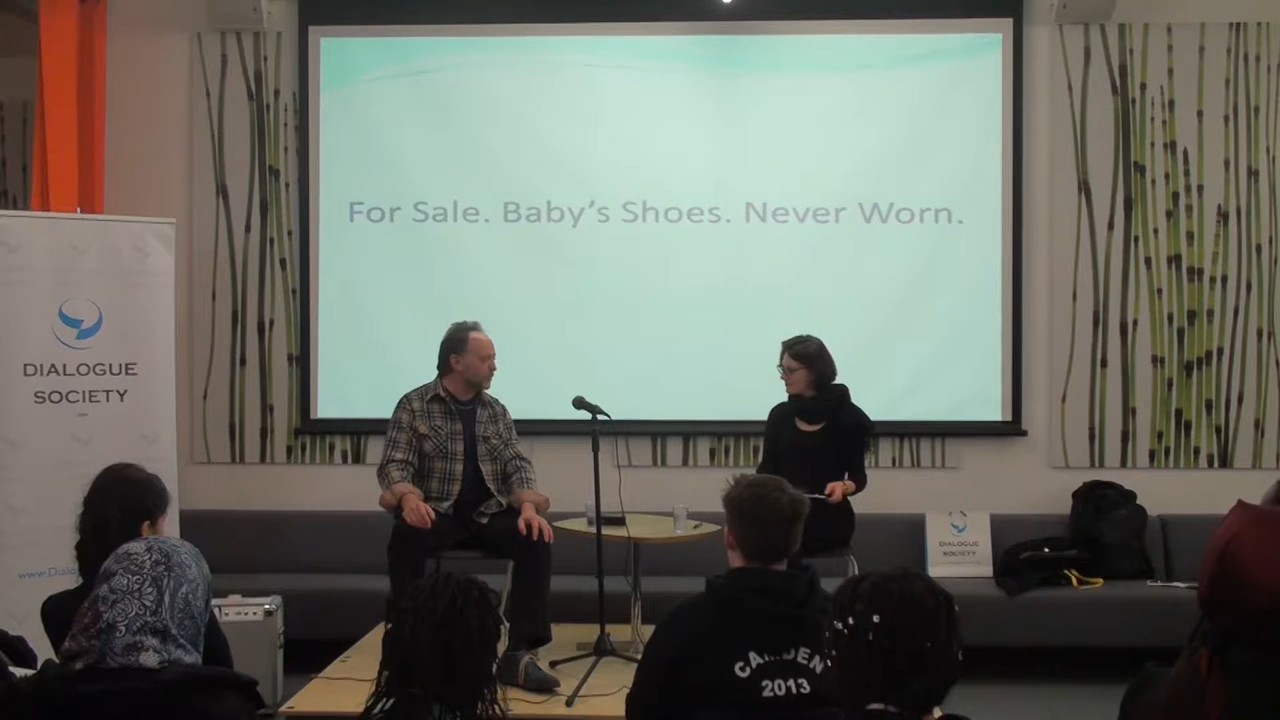 For Sale. Baby’s Shoes. Never Worn.
DIALOGUE
SOCIETY
DIALOGUE
SOCIETY
CAMDEN
2013